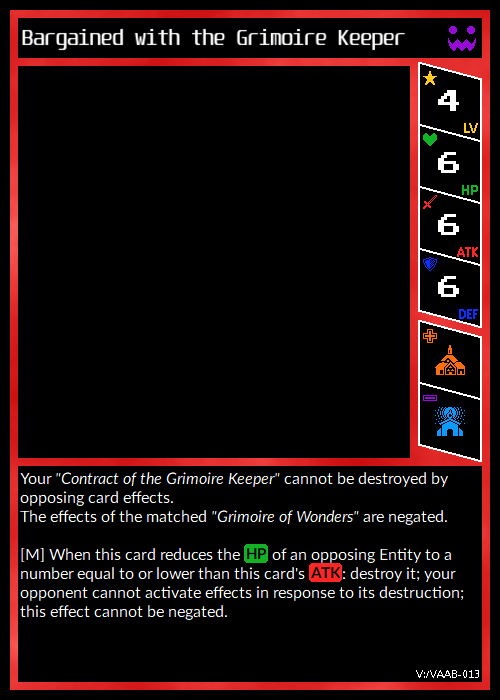 Bargained with the Grimoire Keeper
4
LV
6
HP
6
ATK
6
DEF
Your "Contract of the Grimoire Keeper" cannot be destroyed by
opposing card effects.
The effects of the matched "Grimoire of Wonders" are negated.
[M] When this card reduces the HP of an opposing Entity to a
number equal to or lower than this card's ATK: destroy it; your
opponent cannot activate effects in response to its destruction;
this effect cannot be negated.
V:/VAAB-013